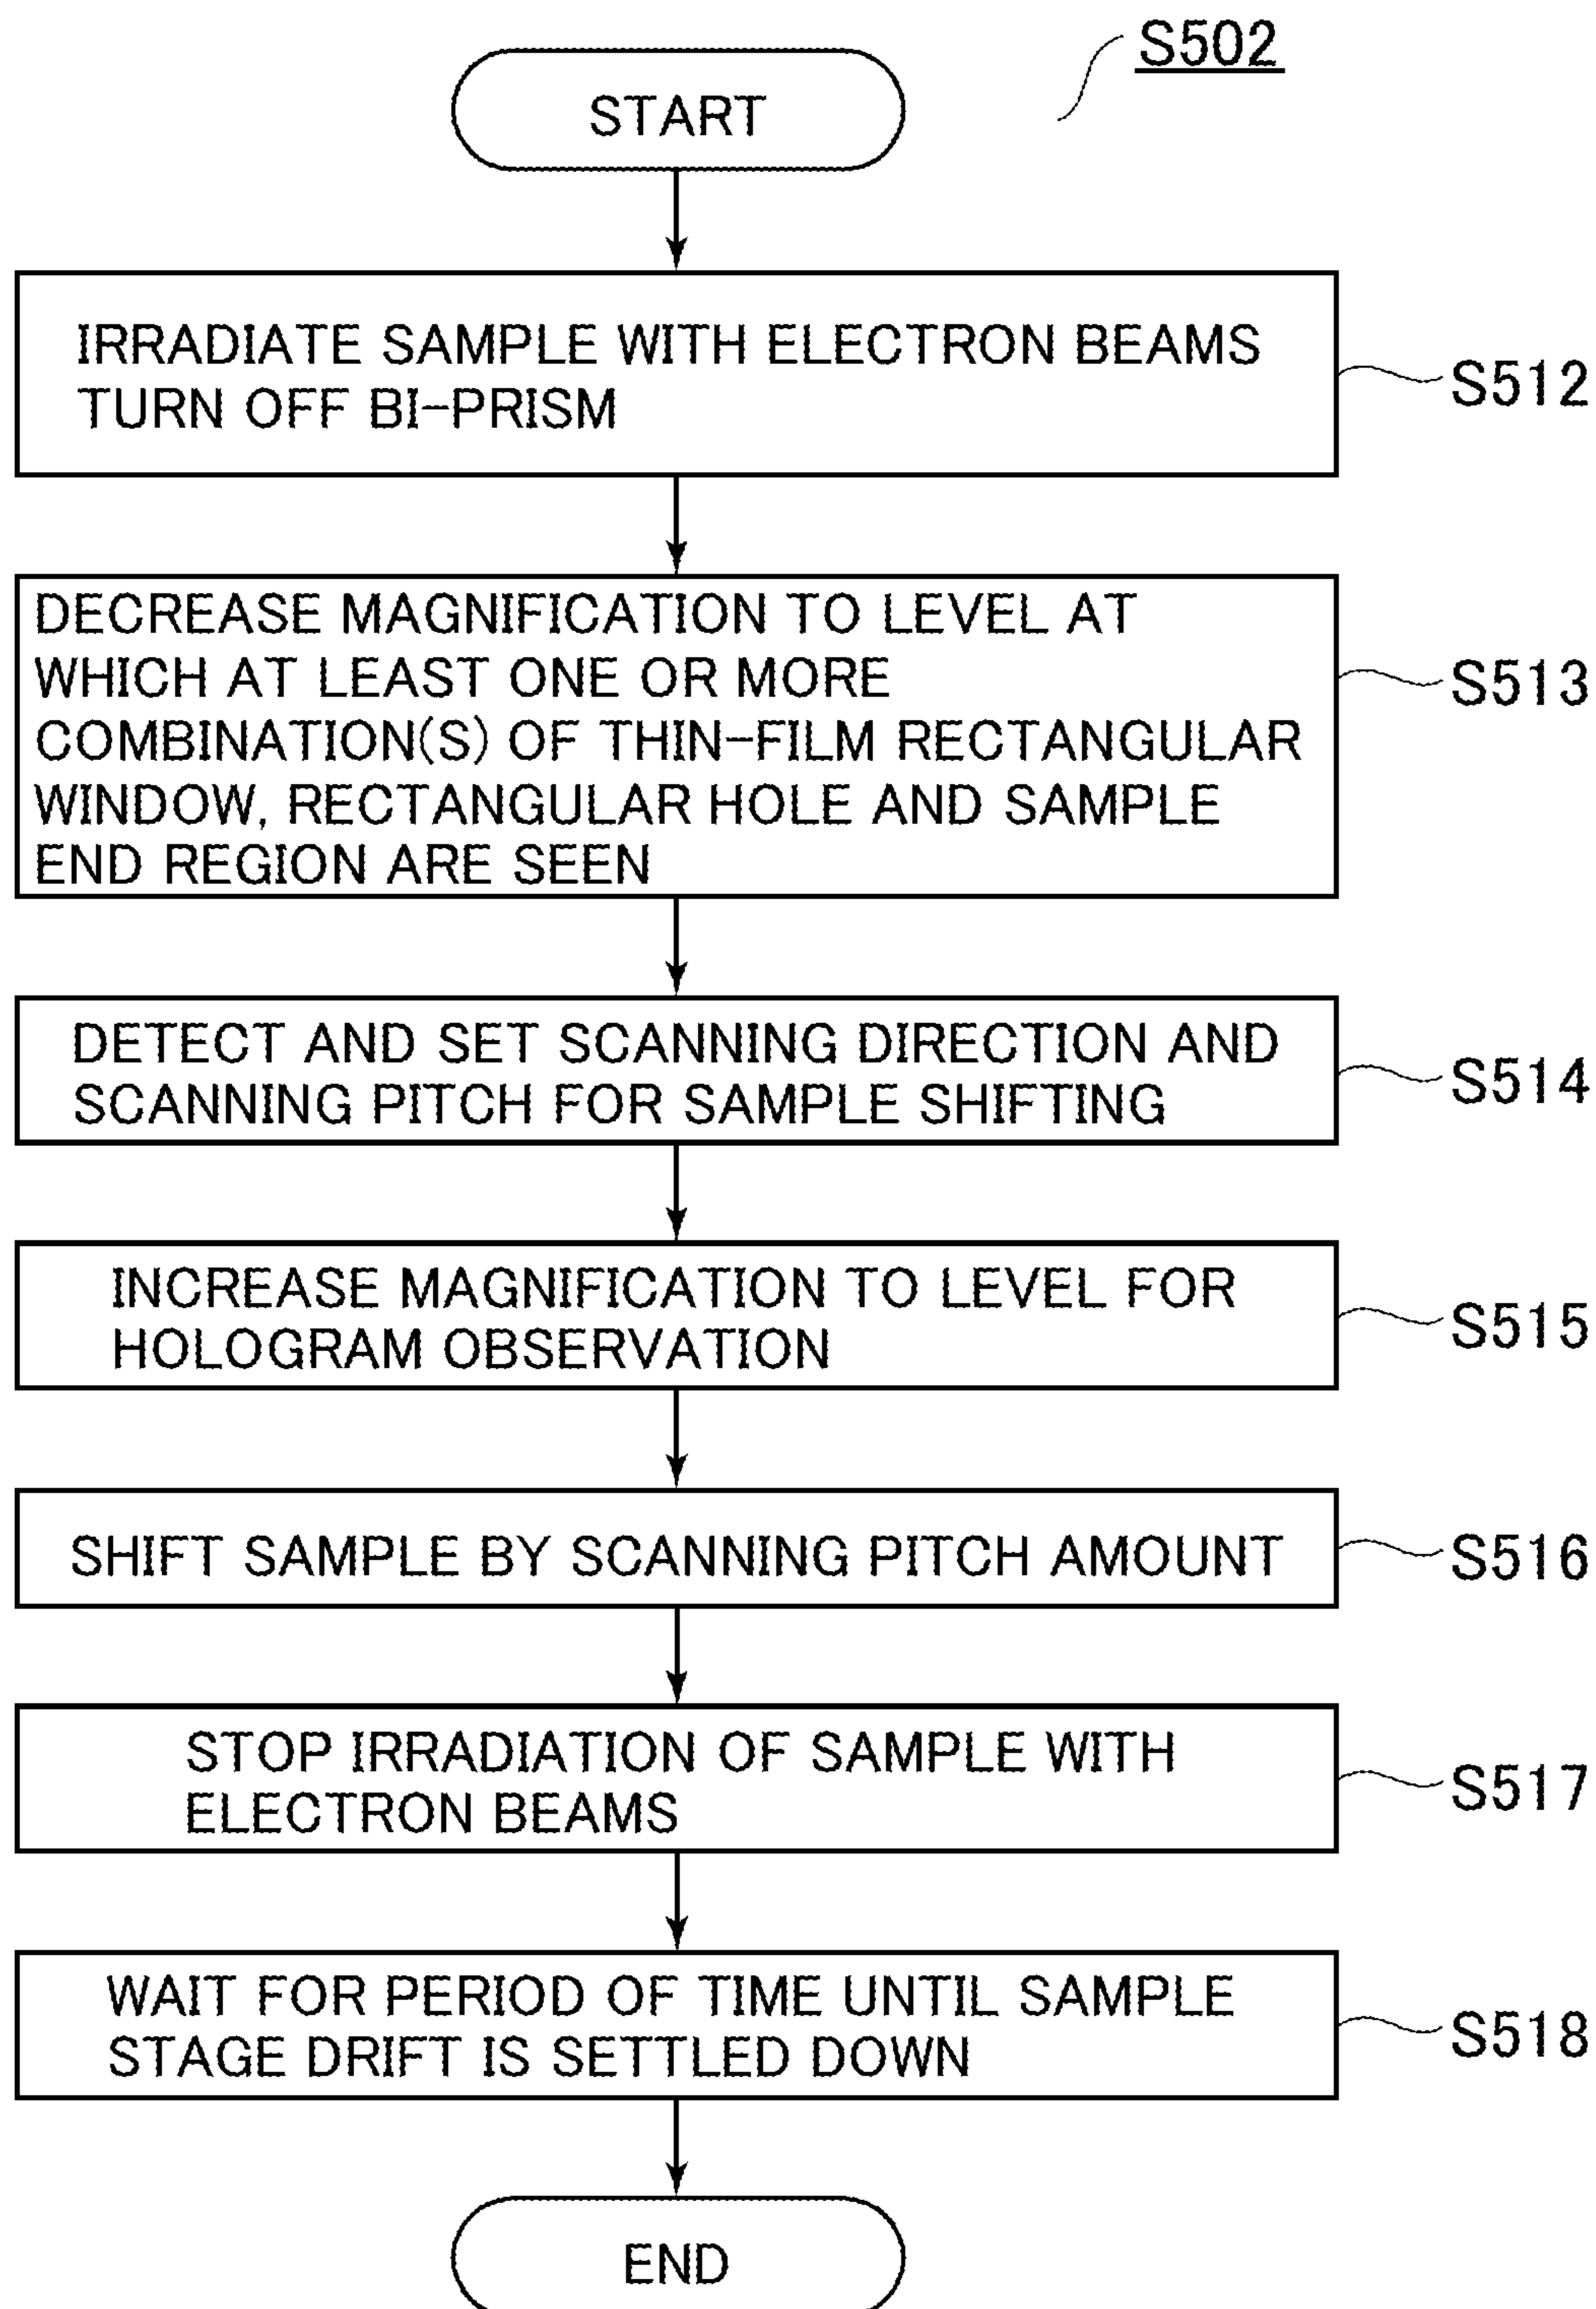 S502
START
IRRADIATE SAMPLE WITH ELECTRON BEAMS
TURN OFF BI-PRISM
S512
DECREASE MAGNIFICATION TO LEVEL AT
WHICH AT LEAST ONE OR MORE
COMBINATION(S) OF THIN-FILM RECTANGULAR
WINDOW, RECTANGULAR HOLE AND SAMPLE
END REGION ARE SEEN
S513
DETECT AND SET SCANNING DIRECTION AND
SCANNING PITCH FOR SAMPLE SHIFTING
S514
INCREASE MAGNIFICATION TO LEVEL FOR
HOLOGRAM OBSERVATION
S515
SHIFT SAMPLE BY SCANNING PITCH AMOUNT
S516
STOP IRRADIATION OF SAMPLE WITH
ELECTRON BEAMS
S517
WAIT FOR PERIOD OF TIME UNTIL SAMPLE
STAGE DRIFT IS SETTLED DOWN
S518
END